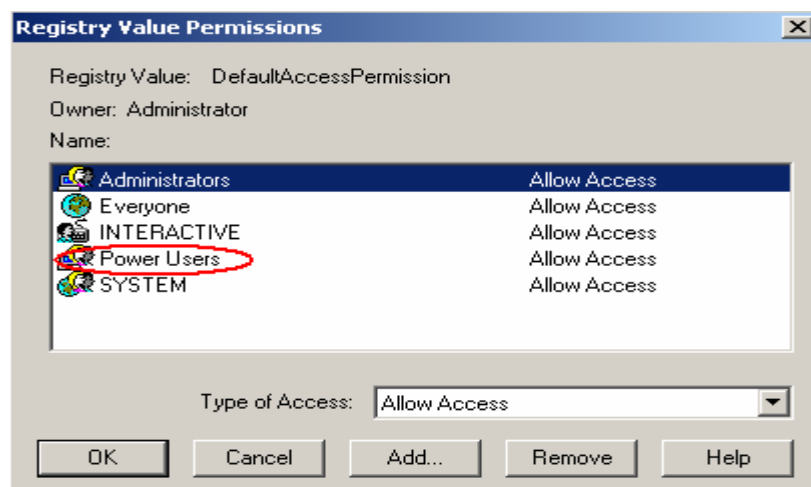 Registry Value Permissions
Registry Value: DefaultAccessPermission
Owner: Administrator
Name:
Administrators Allow Access
Everyone Allow Access
INTERACTIVE Allow Access
Power Users Allow Access
SYSTEM Allow Access
Type of Access: Allow Access
OK Cancel Add... Remove Help